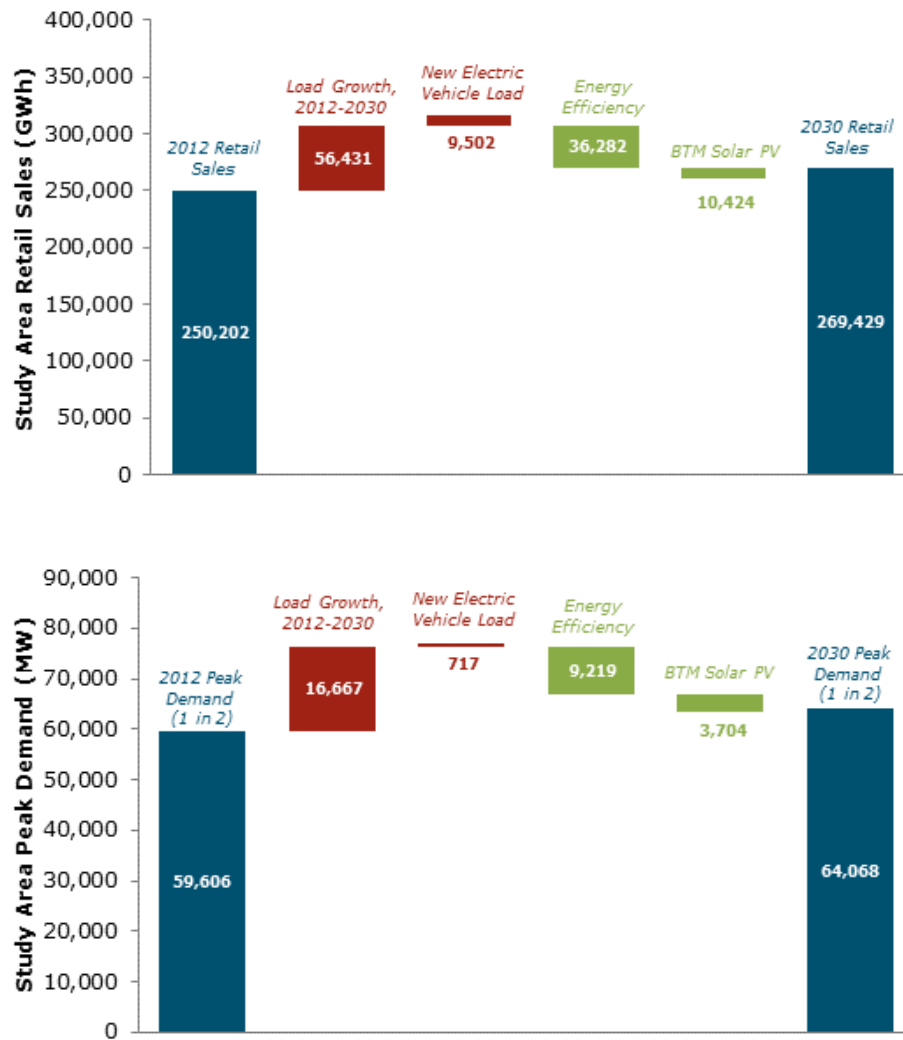 Study Area Retail Sales (GWh)
400,000
350,000
300,000
250,000
200,000
150,000
100,000
50,000
0
2012 Retail
Sales
250,202
Load Growth,
2012-2030
56,431
New Electric
Vehicle Load
9,502
Energy
Efficiency
36,282
BTM Solar PV
10,424
2030 Retail
Sales
269,429
Study Area Peak Demand (MW)
90,000
80,000
70,000
60,000
50,000
40,000
30,000
20,000
10,000
0
2012 Peak
Demand
(1 in 2)
59,606
Load Growth,
2012-2030
16,667
New Electric
Vehicle Load
717
Energy
Efficiency
9,219
BTM Solar PV
3,704
2030 Peak
Demand
(1 in 2)
64,068